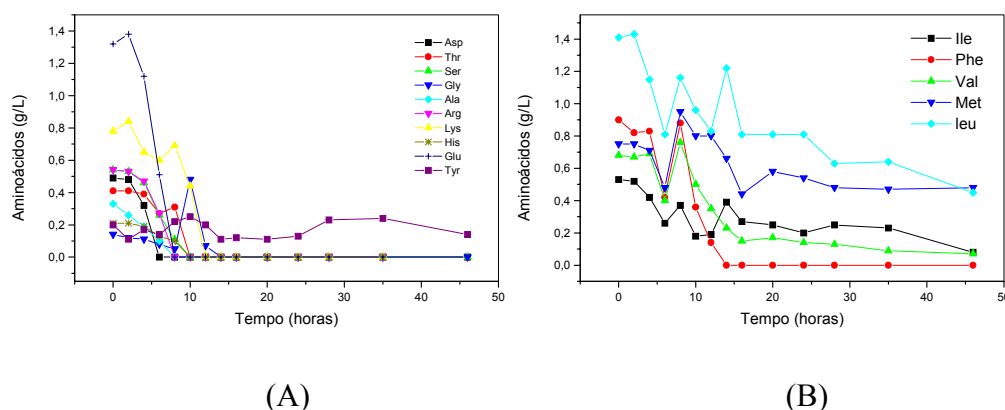 1,4
1,2
1,0
0,8
0,6
0,4
0,2
0,0
Aminoácidos (g/L)
0
10
20
30
40
50
Tempo (horas)
Asp
Thr
Ser
Gly
Ala
Arg
Lys
His
Glu
Tyr
(A)
1,4
1,2
1,0
0,8
0,6
0,4
0,2
0,0
Aminoácidos (g/L)
0
10
20
30
40
50
Tempo (horas)
Ile
Phe
Val
Met
leu
(B)